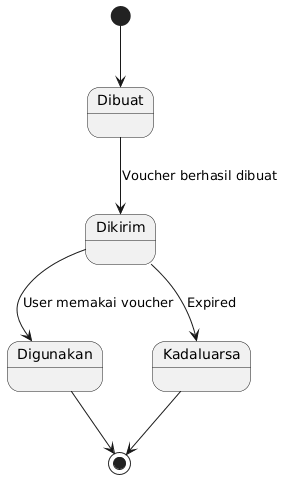 Dibuat
Voucher berhasil dibuat
Dikirim
User memakai voucher
Expired
Digunakan
Kadaluarsa